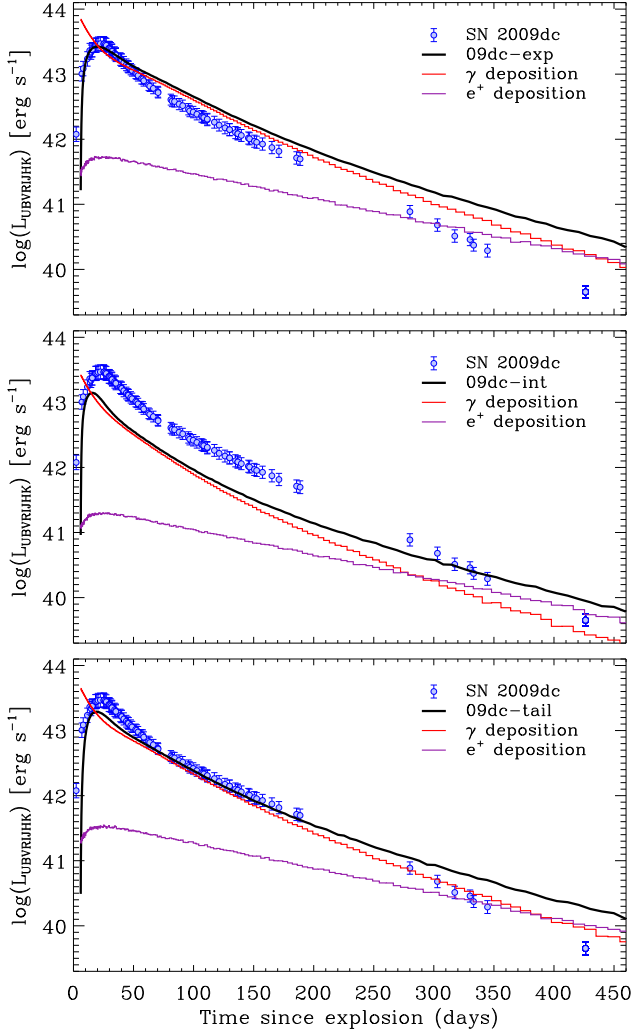 44
43
42
41
40
log(L_UBVRIJHK) [erg s⁻¹]
SN 2009dc
09dc-exp
γ deposition
e⁺ deposition
44
43
42
41
40
log(L_UBVRIJHK) [erg s⁻¹]
SN 2009dc
09dc-int
γ deposition
e⁺ deposition
44
43
42
41
40
log(L_UBVRIJHK) [erg s⁻¹]
SN 2009dc
09dc-tail
γ deposition
e⁺ deposition
0 50 100 150 200 250 300 350 400 450
Time since explosion (days)